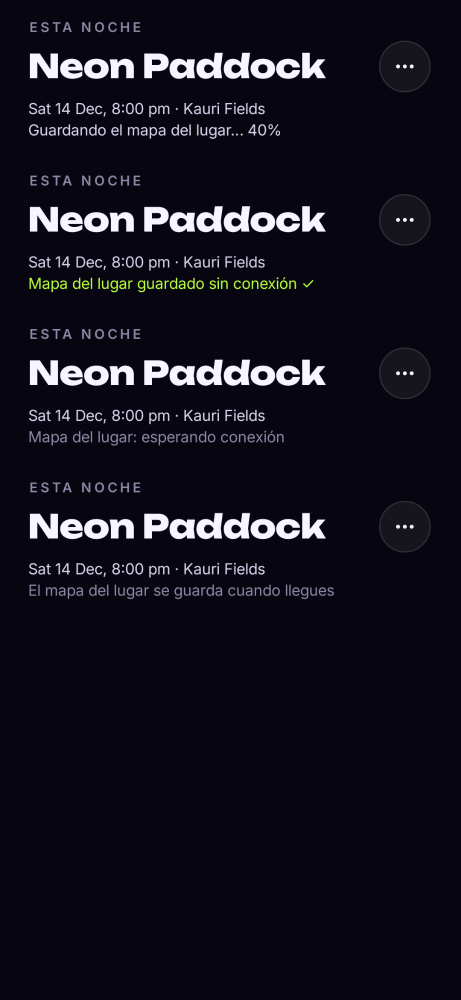 ESTA NOCHE
Neon Paddock
Sat 14 Dec, 8:00 pm · Kauri Fields
Guardando el mapa del lugar... 40%
ESTA NOCHE
Neon Paddock
Sat 14 Dec, 8:00 pm · Kauri Fields
Mapa del lugar guardado sin conexión ✓
ESTA NOCHE
Neon Paddock
Sat 14 Dec, 8:00 pm · Kauri Fields
Mapa del lugar: esperando conexión
ESTA NOCHE
Neon Paddock
Sat 14 Dec, 8:00 pm · Kauri Fields
El mapa del lugar se guarda cuando llegues